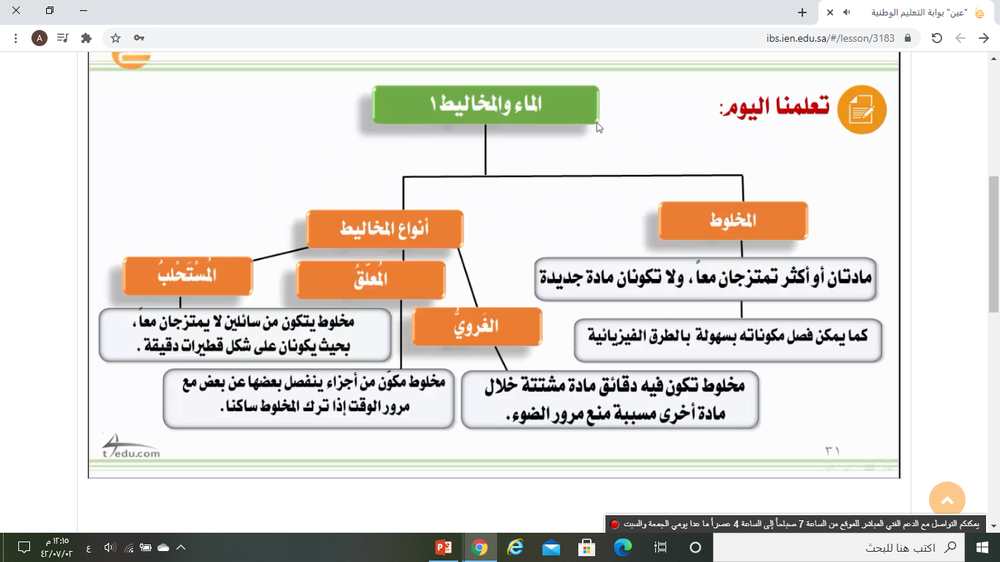 "عين" بوابة التعليم الوطنية
ibs.ien.edu.sa/#/lesson/3183
A
تعلمنا اليوم:
الماء والمخاليط ١
المخلوط
مادتان أو أكثر تمتزجان معاً، ولا تكونان مادة جديدة
كما يمكن فصل مكوناته بسهولة بالطرق الفيزيائية
أنواع المخاليط
الغَرويُّ
مخلوط تكون فيه دقائق مادة مشتتة خلال
مادة أخرى مسببة منع مرور الضوء.
المُعلّقُ
مخلوط مكوّن من أجزاء ينفصل بعضها عن بعض مع
مرور الوقت إذا ترك المخلوط ساكنا.
المُسْتَحْلبُ
مخلوط يتكون من سائلين لا يمتزجان معاً،
بحيث يكونان على شكل قطيرات دقيقة .
t4edu.com
٣١
يمكنكم التواصل مع الدعم الفني المباشر للموقع من الساعة 7 صباحاً إلى الساعة 4 عصراً ما عدا يومي الجمعة والسبت
اكتب هنا للبحث
ع
١٢:١٥ م
٤٢/٠٧/٠٢